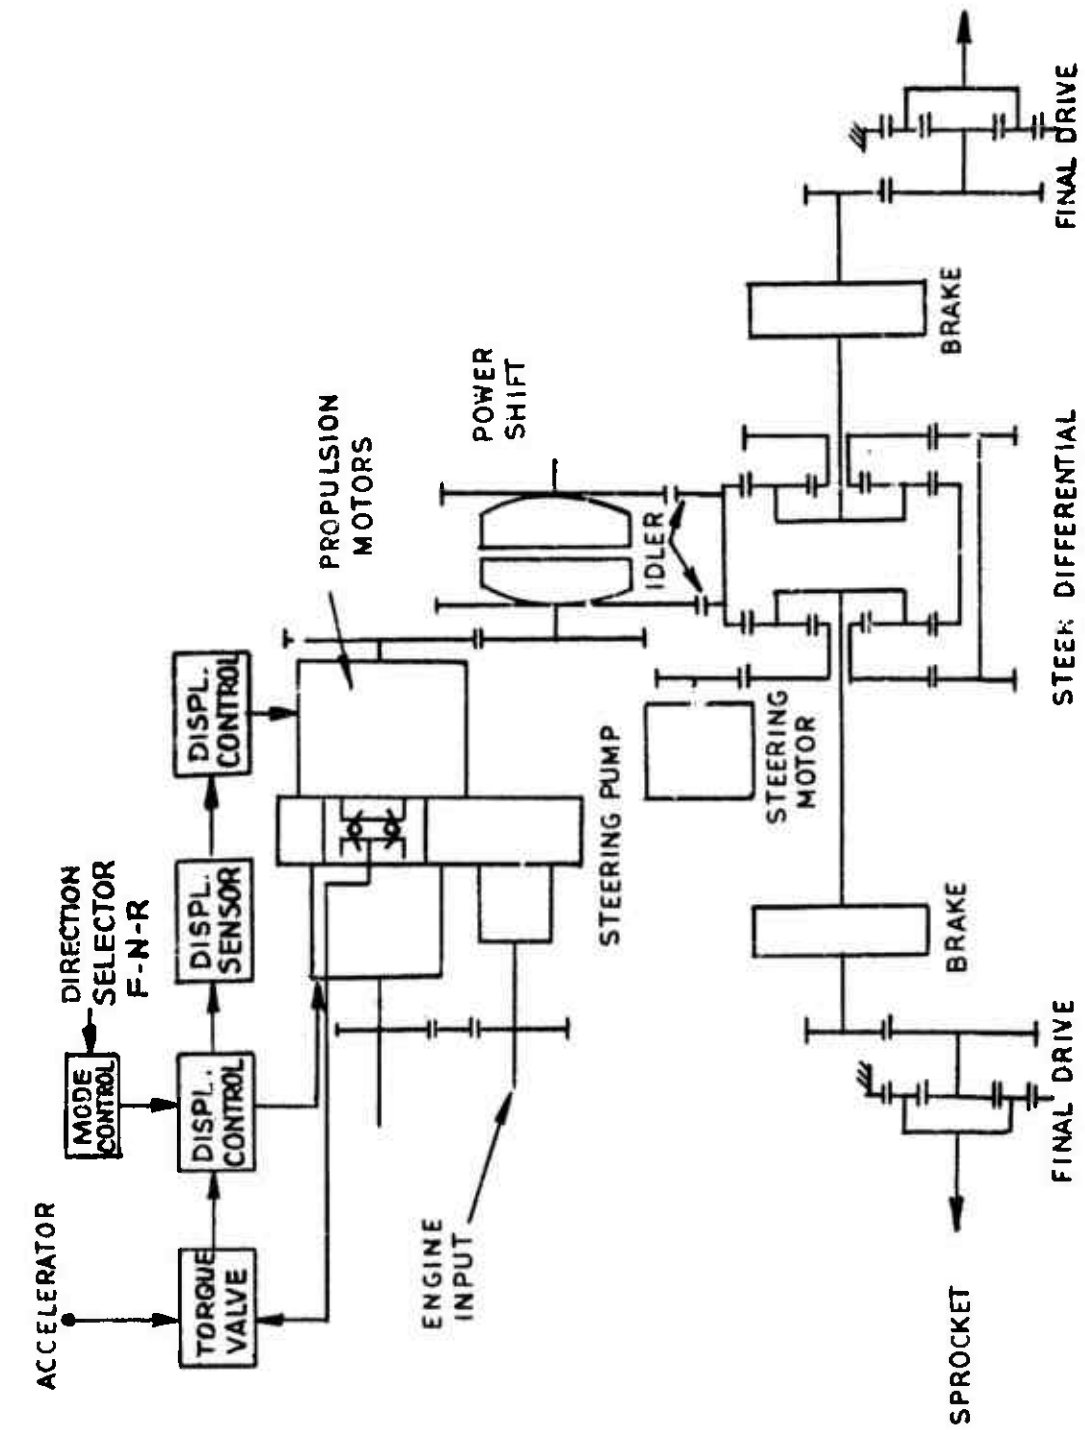 ACCELERATOR
TORQUE
VALVE
MODE
CONTROL
DIRECTION
SELECTOR
F-N-R
DISPL.
CONTROL
DISPL.
SENSOR
DISPL.
CONTROL
PROPULSION
MOTORS
POWER
SHIFT
ENGINE
INPUT
STEERING PUMP
IDLER
STEERING
MOTOR
BRAKE
BRAKE
SPROCKET
FINAL DRIVE
STEER DIFFERENTIAL
FINAL DRIVE